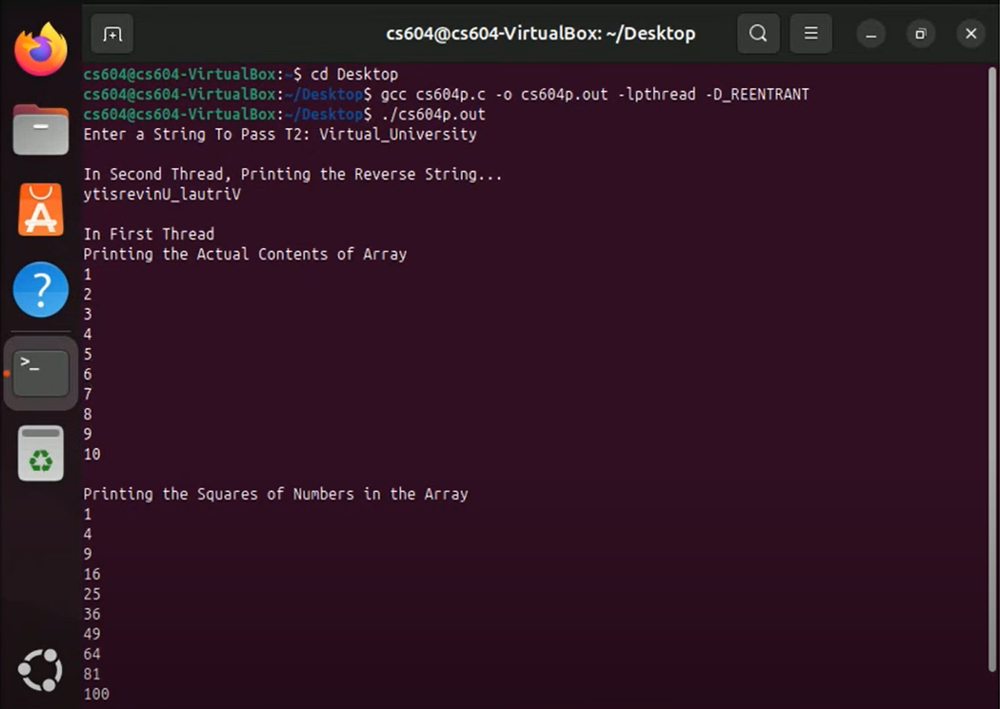 cs604@cs604-VirtualBox: ~/Desktop
cs604@cs604-VirtualBox:~$ cd Desktop
cs604@cs604-VirtualBox:~/Desktop$ gcc cs604p.c -o cs604p.out -lpthread -D_REENTRANT
cs604@cs604-VirtualBox:~/Desktop$ ./cs604p.out
Enter a String To Pass T2: Virtual_University
In Second Thread, Printing the Reverse String...
ytisrevinU_lautriV
In First Thread
Printing the Actual Contents of Array
1
2
3
4
5
6
7
8
9
10
Printing the Squares of Numbers in the Array
1
4
9
16
25
36
49
64
81
100